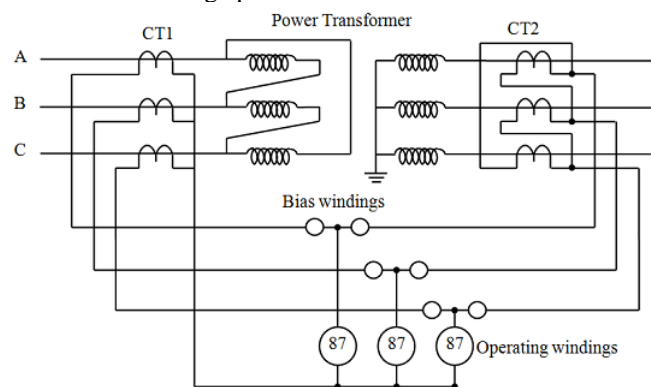 Power Transformer
CT1
CT2
A
B
C
Bias windings
87 87 87 Operating windings